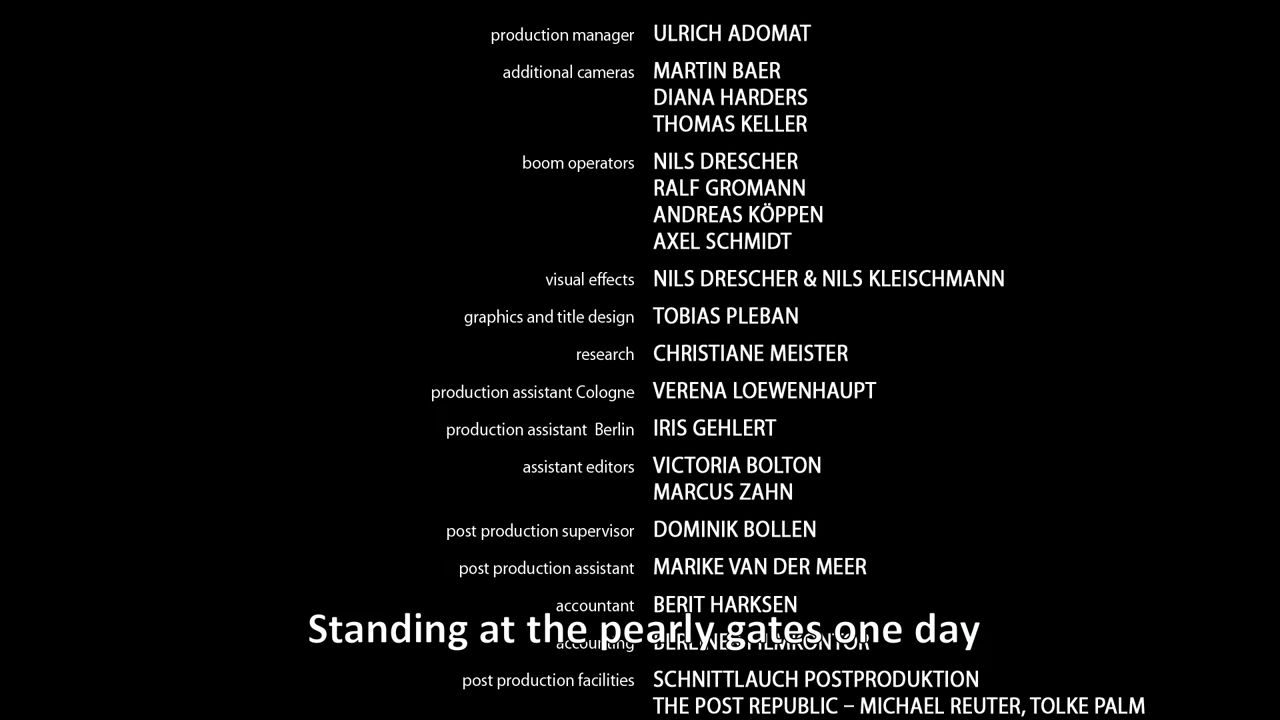 production manager ULRICH ADOMAT
additional cameras MARTIN BAER
DIANA HARDERS
THOMAS KELLER
boom operators NILS DRESCHER
RALF GROMANN
ANDREAS KÖPPEN
AXEL SCHMIDT
visual effects NILS DRESCHER & NILS KLEISCHMANN
graphics and title design TOBIAS PLEBAN
research CHRISTIANE MEISTER
production assistant Cologne VERENA LOEWENHAUPT
production assistant Berlin IRIS GEHLERT
assistant editors VICTORIA BOLTON
MARCUS ZAHN
post production supervisor DOMINIK BOLLEN
post production assistant MARIKE VAN DER MEER
accountant BERIT HARKSEN
Standing at the pearly gates one day
accounting FILMKONTOR
post production facilities SCHNITTLAUCH POSTPRODUKTION
THE POST REPUBLIC – MICHAEL REUTER, TOLKE PALM